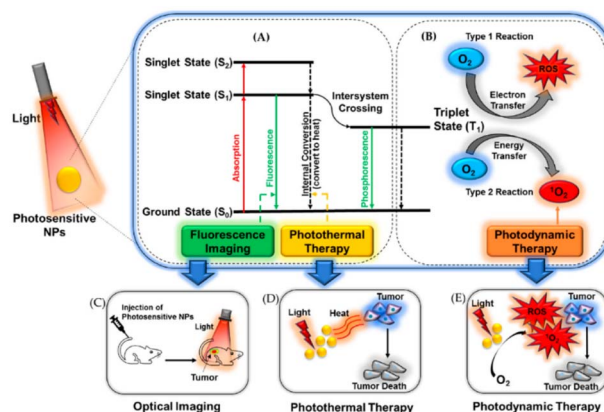 (A)
Singlet State (S2)
Singlet State (S1)
Ground State (S0)
Absorption
Fluorescence
Internal Conversion
(convert to heat)
Intersystem
Crossing
Phosphorescence
Triplet
State (T1)
(B)
Type 1 Reaction
O2
ROS
Electron
Transfer
Energy
Transfer
O2
Type 2 Reaction
¹O2
Light
Photosensitive
NPs
Fluorescence
Imaging
Photothermal
Therapy
Photodynamic
Therapy
(C)
Injection of
Photosensitive NPs
Light
Tumor
Optical Imaging
(D)
Light
Heat
Tumor
Tumor Death
Photothermal Therapy
(E)
Light
ROS
Tumor
¹O2
O2
Tumor Death
Photodynamic Therapy